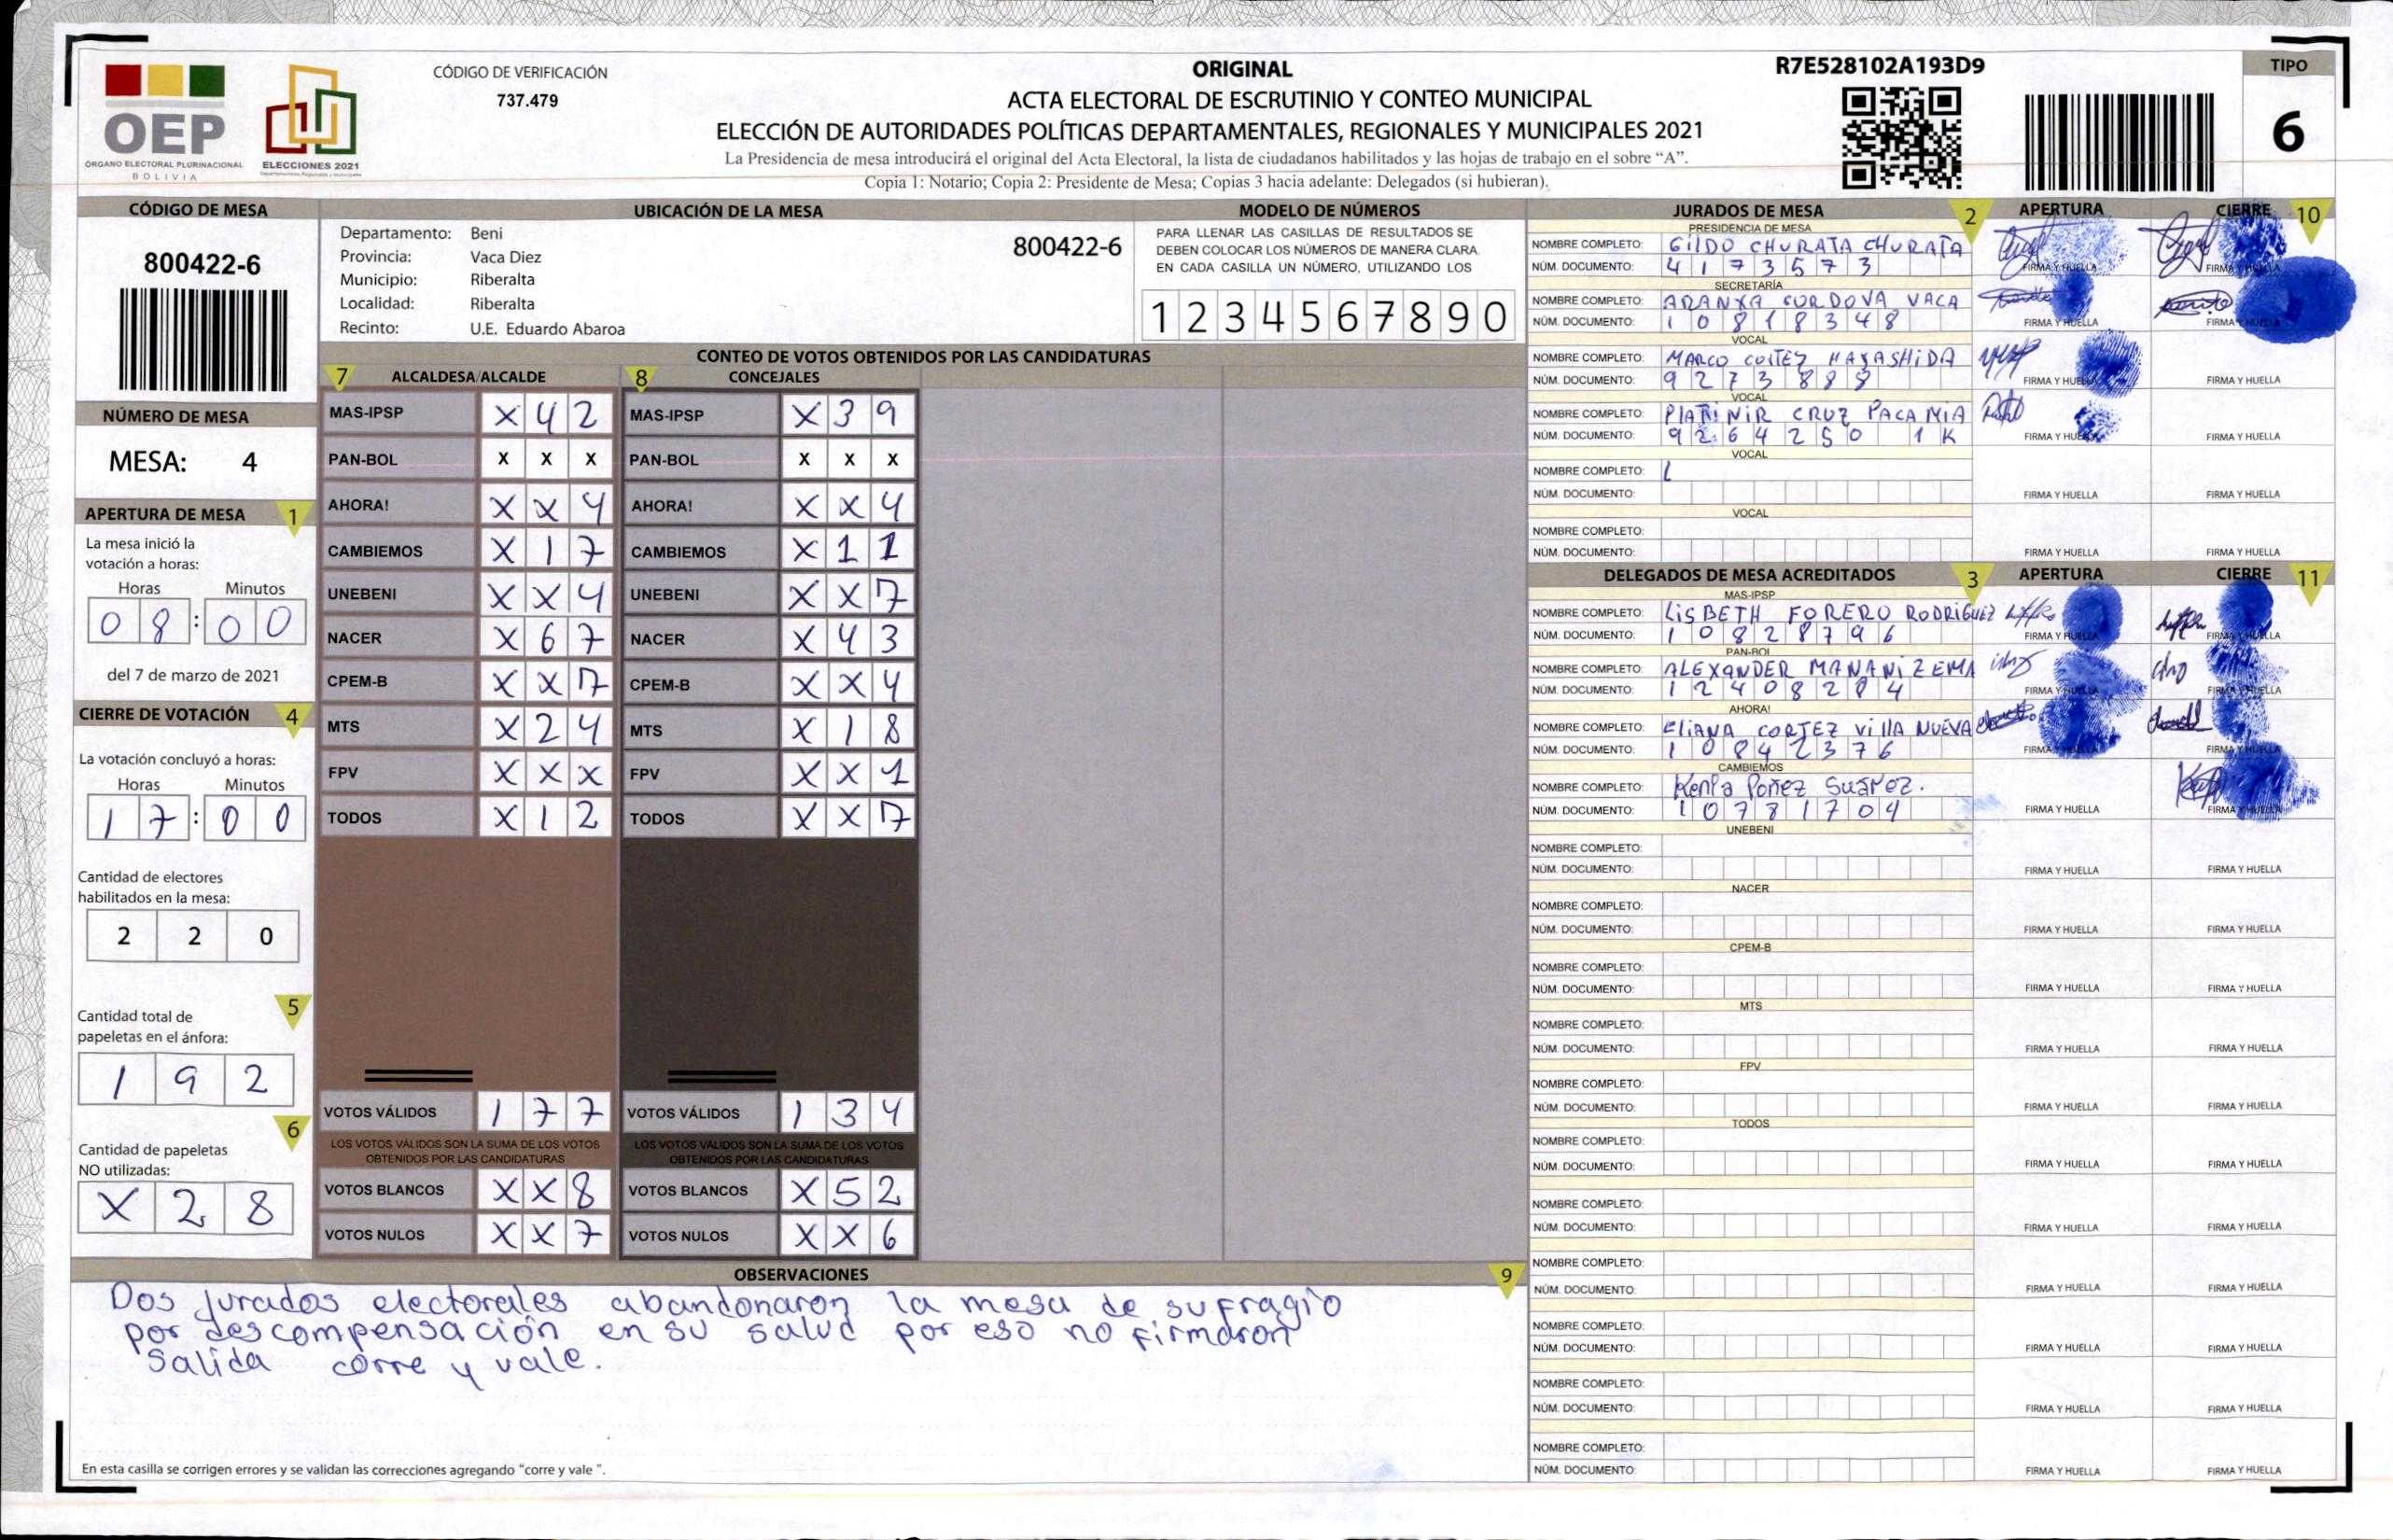 OEP
ÓRGANO ELECTORAL PLURINACIONAL
BOLIVIA
ELECCIONES 2021
CÓDIGO DE VERIFICACIÓN
737.479
ORIGINAL
ACTA ELECTORAL DE ESCRUTINIO Y CONTEO MUNICIPAL
ELECCIÓN DE AUTORIDADES POLÍTICAS DEPARTAMENTALES, REGIONALES Y MUNICIPALES 2021
La Presidencia de mesa introducirá el original del Acta Electoral, la lista de ciudadanos habilitados y las hojas de trabajo en el sobre “A”.
Copia 1: Notario; Copia 2: Presidente de Mesa; Copias 3 hacia adelante: Delegados (si hubieran).
R7E528102A193D9
TIPO
6
CÓDIGO DE MESA
800422-6
NÚMERO DE MESA
MESA: 4
APERTURA DE MESA 1
La mesa inició la
votación a horas:
Horas Minutos
08:00
del 7 de marzo de 2021
CIERRE DE VOTACIÓN 4
La votación concluyó a horas:
Horas Minutos
17:00
Cantidad de electores
habilitados en la mesa:
2 2 0
5
Cantidad total de
papeletas en el ánfora:
1 9 2
6
Cantidad de papeletas
NO utilizadas:
X 2 8
UBICACIÓN DE LA MESA
Departamento: Beni
Provincia: Vaca Diez
Municipio: Riberalta
Localidad: Riberalta
Recinto: U.E. Eduardo Abaroa
800422-6
MODELO DE NÚMEROS
PARA LLENAR LAS CASILLAS DE RESULTADOS SE
DEBEN COLOCAR LOS NÚMEROS DE MANERA CLARA.
EN CADA CASILLA UN NÚMERO, UTILIZANDO LOS
1 2 3 4 5 6 7 8 9 0
CONTEO DE VOTOS OBTENIDOS POR LAS CANDIDATURAS
7 ALCALDESA/ALCALDE 8 CONCEJALES
MAS-IPSP X 4 2 MAS-IPSP X 3 9
PAN-BOL X X X PAN-BOL X X X
AHORA! X X 4 AHORA! X X 4
CAMBIEMOS X 1 7 CAMBIEMOS X 1 1
UNEBENI X X 4 UNEBENI X X 7
NACER X 6 7 NACER X 4 3
CPEM-B X X 7 CPEM-B X X 4
MTS X 2 4 MTS X 1 8
FPV X X X FPV X X 1
TODOS X 1 2 TODOS X X 7
VOTOS VÁLIDOS 1 7 7 VOTOS VÁLIDOS 1 3 4
LOS VOTOS VÁLIDOS SON LA SUMA DE LOS VOTOS LOS VOTOS VÁLIDOS SON LA SUMA DE LOS VOTOS
OBTENIDOS POR LAS CANDIDATURAS OBTENIDOS POR LAS CANDIDATURAS
VOTOS BLANCOS X X 8 VOTOS BLANCOS X 5 2
VOTOS NULOS X X 7 VOTOS NULOS X X 6
OBSERVACIONES 9
Dos jurados electorales abandonaron la mesa de sufragio
por descompensación en su salud por eso no firmaron
salida corre y vale.
En esta casilla se corrigen errores y se validan las correcciones agregando “corre y vale ”.
JURADOS DE MESA 2 APERTURA CIERRE 10
PRESIDENCIA DE MESA
NOMBRE COMPLETO: GILDO CHURATA CHURATA
NÚM. DOCUMENTO: 4173573 FIRMA Y HUELLA FIRMA Y HUELLA
SECRETARÍA
NOMBRE COMPLETO: ARANXA CORDOVA VACA
NÚM. DOCUMENTO: 10818348 FIRMA Y HUELLA FIRMA Y HUELLA
VOCAL
NOMBRE COMPLETO: MARCO CORTEZ HAYASHIDA
NÚM. DOCUMENTO: 9273888 FIRMA Y HUELLA FIRMA Y HUELLA
VOCAL
NOMBRE COMPLETO: CRUZ PACAMIA
NÚM. DOCUMENTO: 9264250 1K FIRMA Y HUELLA FIRMA Y HUELLA
VOCAL
NOMBRE COMPLETO:
NÚM. DOCUMENTO: FIRMA Y HUELLA FIRMA Y HUELLA
VOCAL
NOMBRE COMPLETO:
NÚM. DOCUMENTO: FIRMA Y HUELLA FIRMA Y HUELLA
DELEGADOS DE MESA ACREDITADOS 3 APERTURA CIERRE 11
MAS-IPSP
NOMBRE COMPLETO: LISBETH FORERO RODRIGUEZ
NÚM. DOCUMENTO: 10828796 FIRMA Y HUELLA FIRMA Y HUELLA
PAN-BOL
NOMBRE COMPLETO: ALEXANDER MANANI ZEMA
NÚM. DOCUMENTO: 12408204 FIRMA Y HUELLA FIRMA Y HUELLA
AHORA!
NOMBRE COMPLETO: ELIANA CORTEZ VILLA NUEVA
NÚM. DOCUMENTO: 10842376 FIRMA Y HUELLA FIRMA Y HUELLA
CAMBIEMOS
NOMBRE COMPLETO: Suarez.
NÚM. DOCUMENTO: 10781704 FIRMA Y HUELLA FIRMA Y HUELLA
UNEBENI
NOMBRE COMPLETO:
NÚM. DOCUMENTO: FIRMA Y HUELLA FIRMA Y HUELLA
NACER
NOMBRE COMPLETO:
NÚM. DOCUMENTO: FIRMA Y HUELLA FIRMA Y HUELLA
CPEM-B
NOMBRE COMPLETO:
NÚM. DOCUMENTO: FIRMA Y HUELLA FIRMA Y HUELLA
MTS
NOMBRE COMPLETO:
NÚM. DOCUMENTO: FIRMA Y HUELLA FIRMA Y HUELLA
FPV
NOMBRE COMPLETO:
NÚM. DOCUMENTO: FIRMA Y HUELLA FIRMA Y HUELLA
TODOS
NOMBRE COMPLETO:
NÚM. DOCUMENTO: FIRMA Y HUELLA FIRMA Y HUELLA
NOMBRE COMPLETO:
NÚM. DOCUMENTO: FIRMA Y HUELLA FIRMA Y HUELLA
NOMBRE COMPLETO:
NÚM. DOCUMENTO: FIRMA Y HUELLA FIRMA Y HUELLA
NOMBRE COMPLETO:
NÚM. DOCUMENTO: FIRMA Y HUELLA FIRMA Y HUELLA
NOMBRE COMPLETO:
NÚM. DOCUMENTO: FIRMA Y HUELLA FIRMA Y HUELLA
NOMBRE COMPLETO:
NÚM. DOCUMENTO: FIRMA Y HUELLA FIRMA Y HUELLA